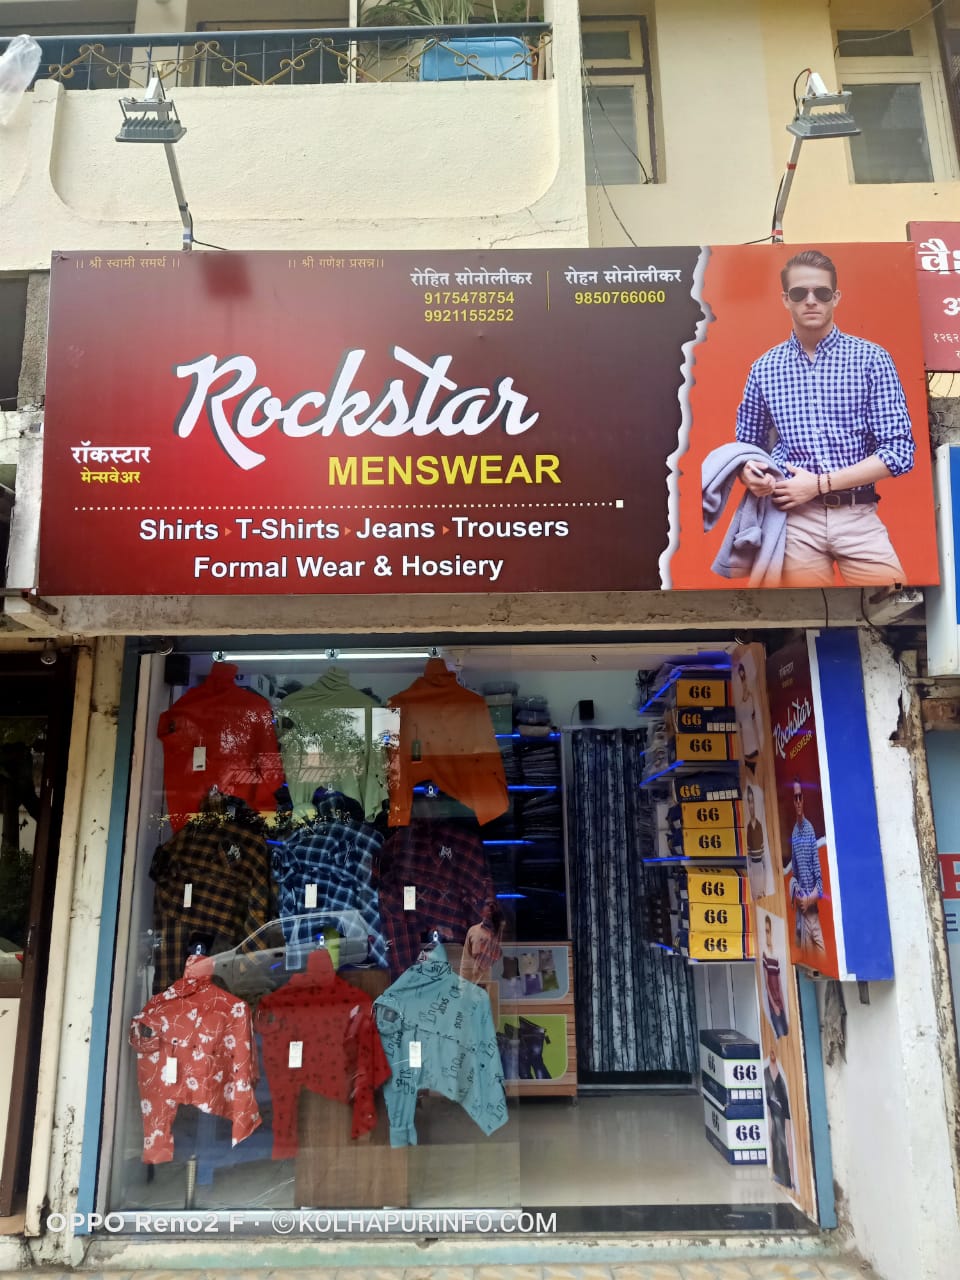 ।। श्री स्वामी समर्थ ।।
।। श्री गणेश प्रसन्न।।
रोहित सोनोलीकर
9175478754
9921155252
रोहन सोनोलीकर
9850766060
Rockstar
MENSWEAR
रॉकस्टार
मेन्सवेअर
Shirts T-Shirts Jeans Trousers
Formal Wear & Hosiery
१२६२
66
66
66
66
66
66
66
66
66
66
66
Rockstar
MENSWEAR
OPPO Reno2 F · ©KOLHAPURINFO.COM